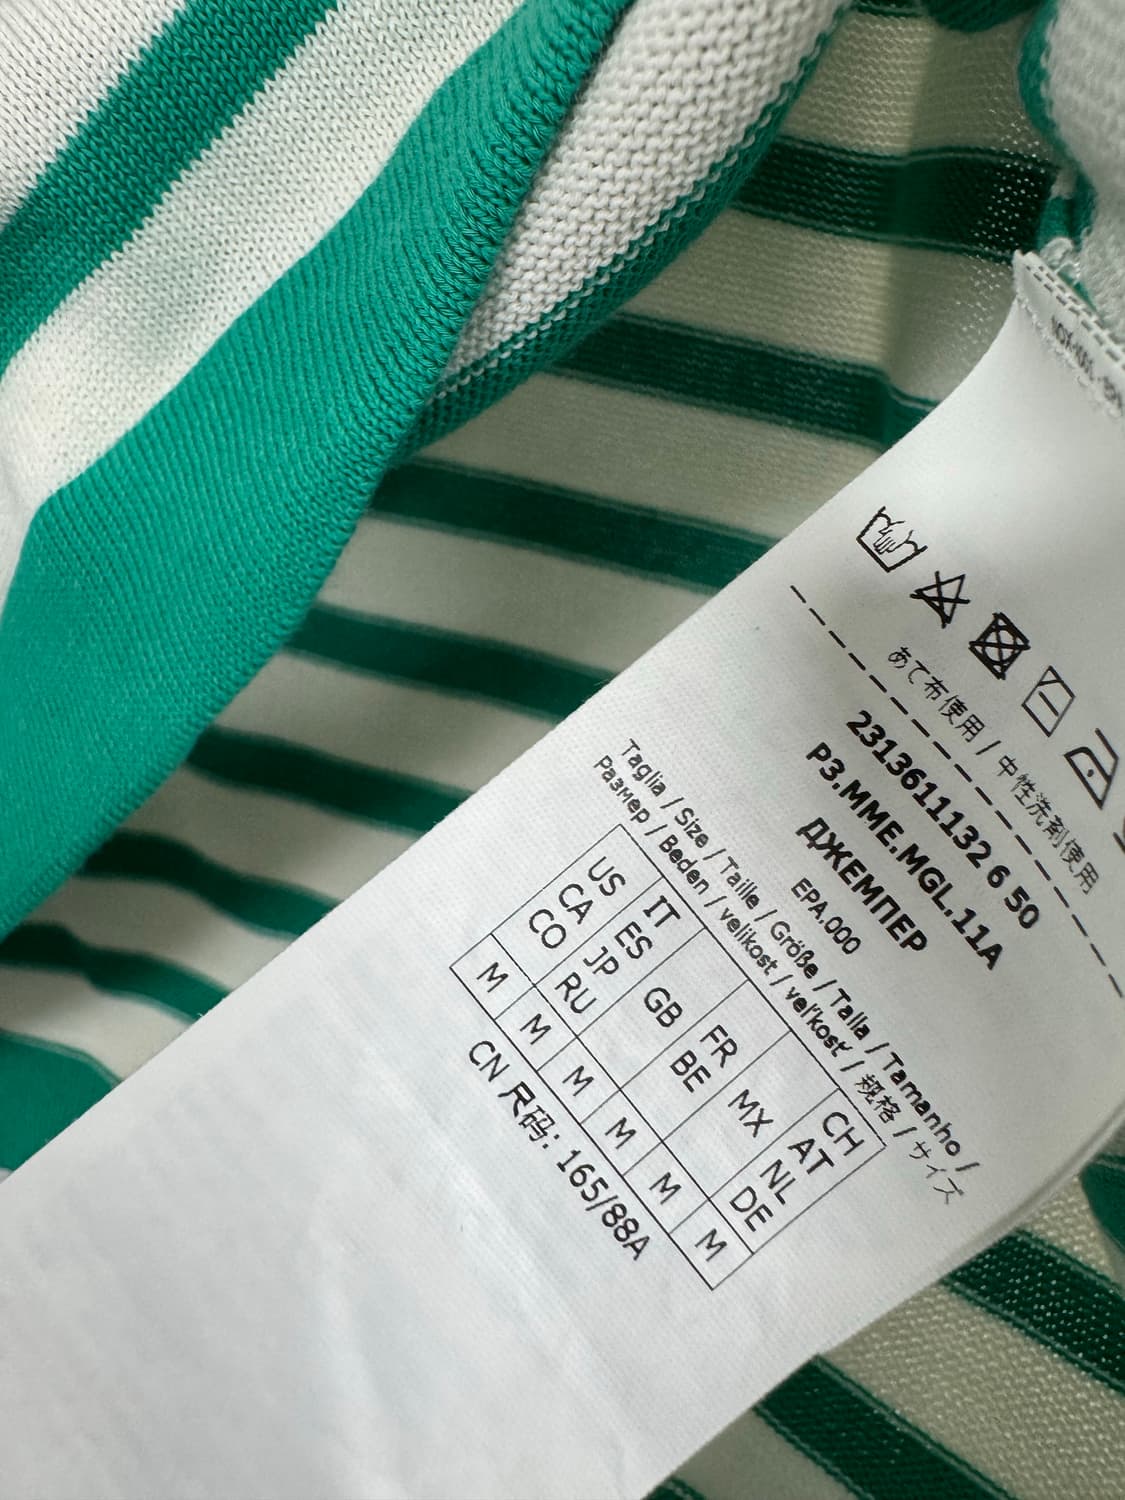 あて布使用 / 中性洗剤使用
2313611132 6 50
P3.MME.MGL.11A
ДЖЕМПЕР
EPA.000
Taglia / Size / Taille / Größe / Talla / Tamanho /
Размер / Beden / velikost / veľkosť / 规格 / サイズ
US CA CO
IT ES JP RU
GB
FR BE
MX
CH AT NL DE
M M M M M M
CN 尺码: 165/88A